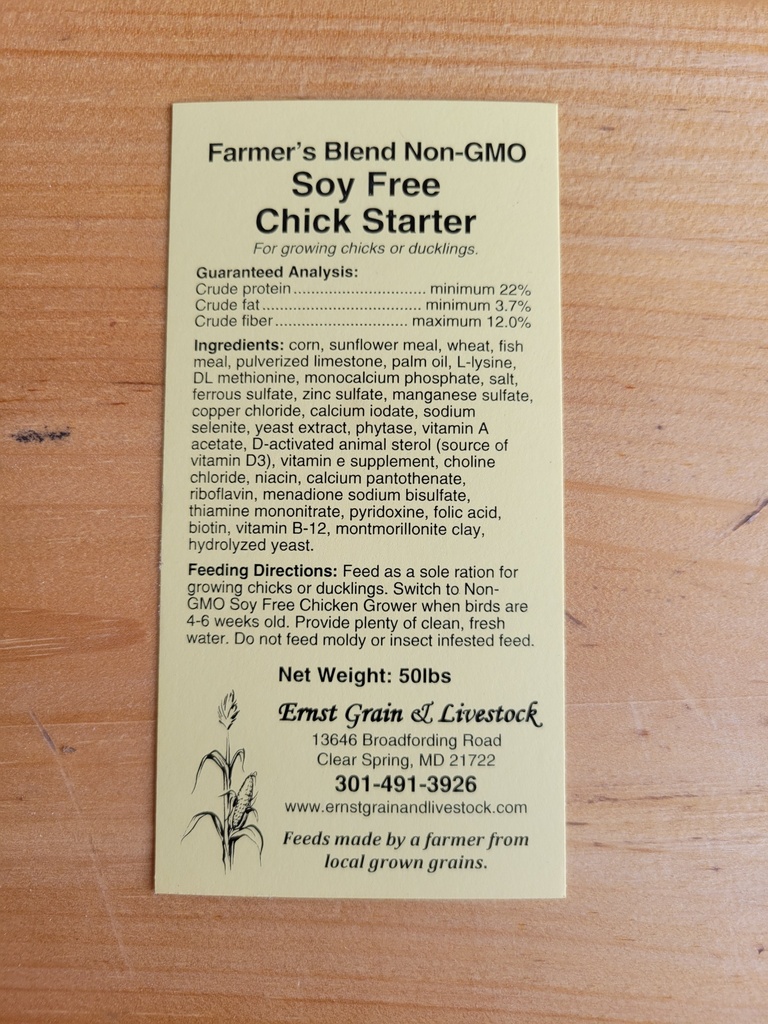 Farmer's Blend Non-GMO
Soy Free
Chick Starter
For growing chicks or ducklings.
Guaranteed Analysis:
Crude protein............................ minimum 22%
Crude fat................................. minimum 3.7%
Crude fiber............................ maximum 12.0%
Ingredients: corn, sunflower meal, wheat, fish
meal, pulverized limestone, palm oil, L-lysine,
DL methionine, monocalcium phosphate, salt,
ferrous sulfate, zinc sulfate, manganese sulfate,
copper chloride, calcium iodate, sodium
selenite, yeast extract, phytase, vitamin A
acetate, D-activated animal sterol (source of
vitamin D3), vitamin e supplement, choline
chloride, niacin, calcium pantothenate,
riboflavin, menadione sodium bisulfate,
thiamine mononitrate, pyridoxine, folic acid,
biotin, vitamin B-12, montmorillonite clay,
hydrolyzed yeast.
Feeding Directions: Feed as a sole ration for
growing chicks or ducklings. Switch to Non-
GMO Soy Free Chicken Grower when birds are
4-6 weeks old. Provide plenty of clean, fresh
water. Do not feed moldy or insect infested feed.
Net Weight: 50lbs
Ernst Grain & Livestock
13646 Broadfording Road
Clear Spring, MD 21722
301-491-3926
www.ernstgrainandlivestock.com
Feeds made by a farmer from
local grown grains.